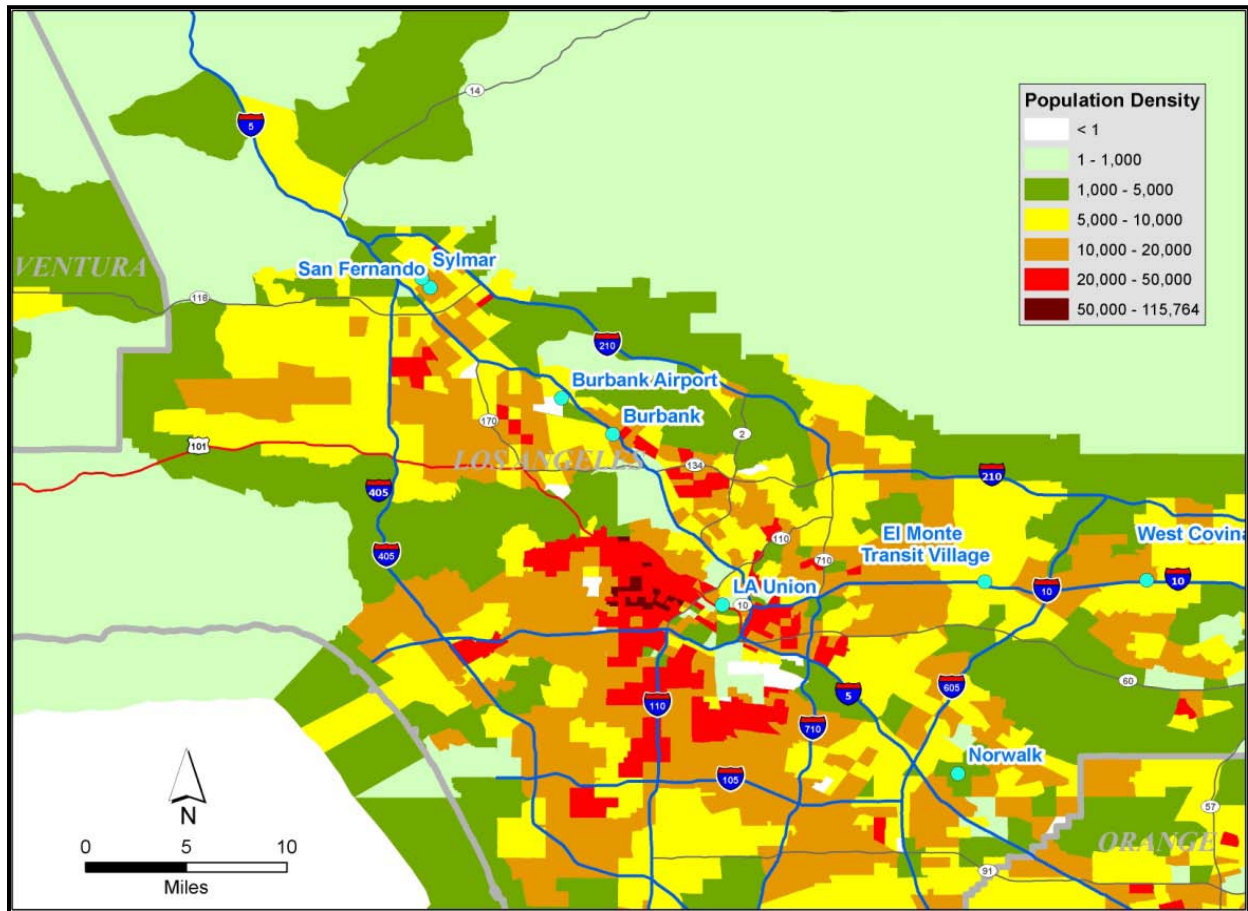 5
14
Population Density
< 1
1 - 1,000
1,000 - 5,000
5,000 - 10,000
10,000 - 20,000
20,000 - 50,000
50,000 - 115,764
VENTURA
San Fernando
Sylmar
118
210
Burbank Airport
Burbank
170
2
101
LOS ANGELES
134
405
210
405
110
El Monte
Transit Village
West Covina
710
LA Union
10
10
10
60
110
5
605
710
Norwalk
105
57
ORANGE
91
N
0
5
10
Miles